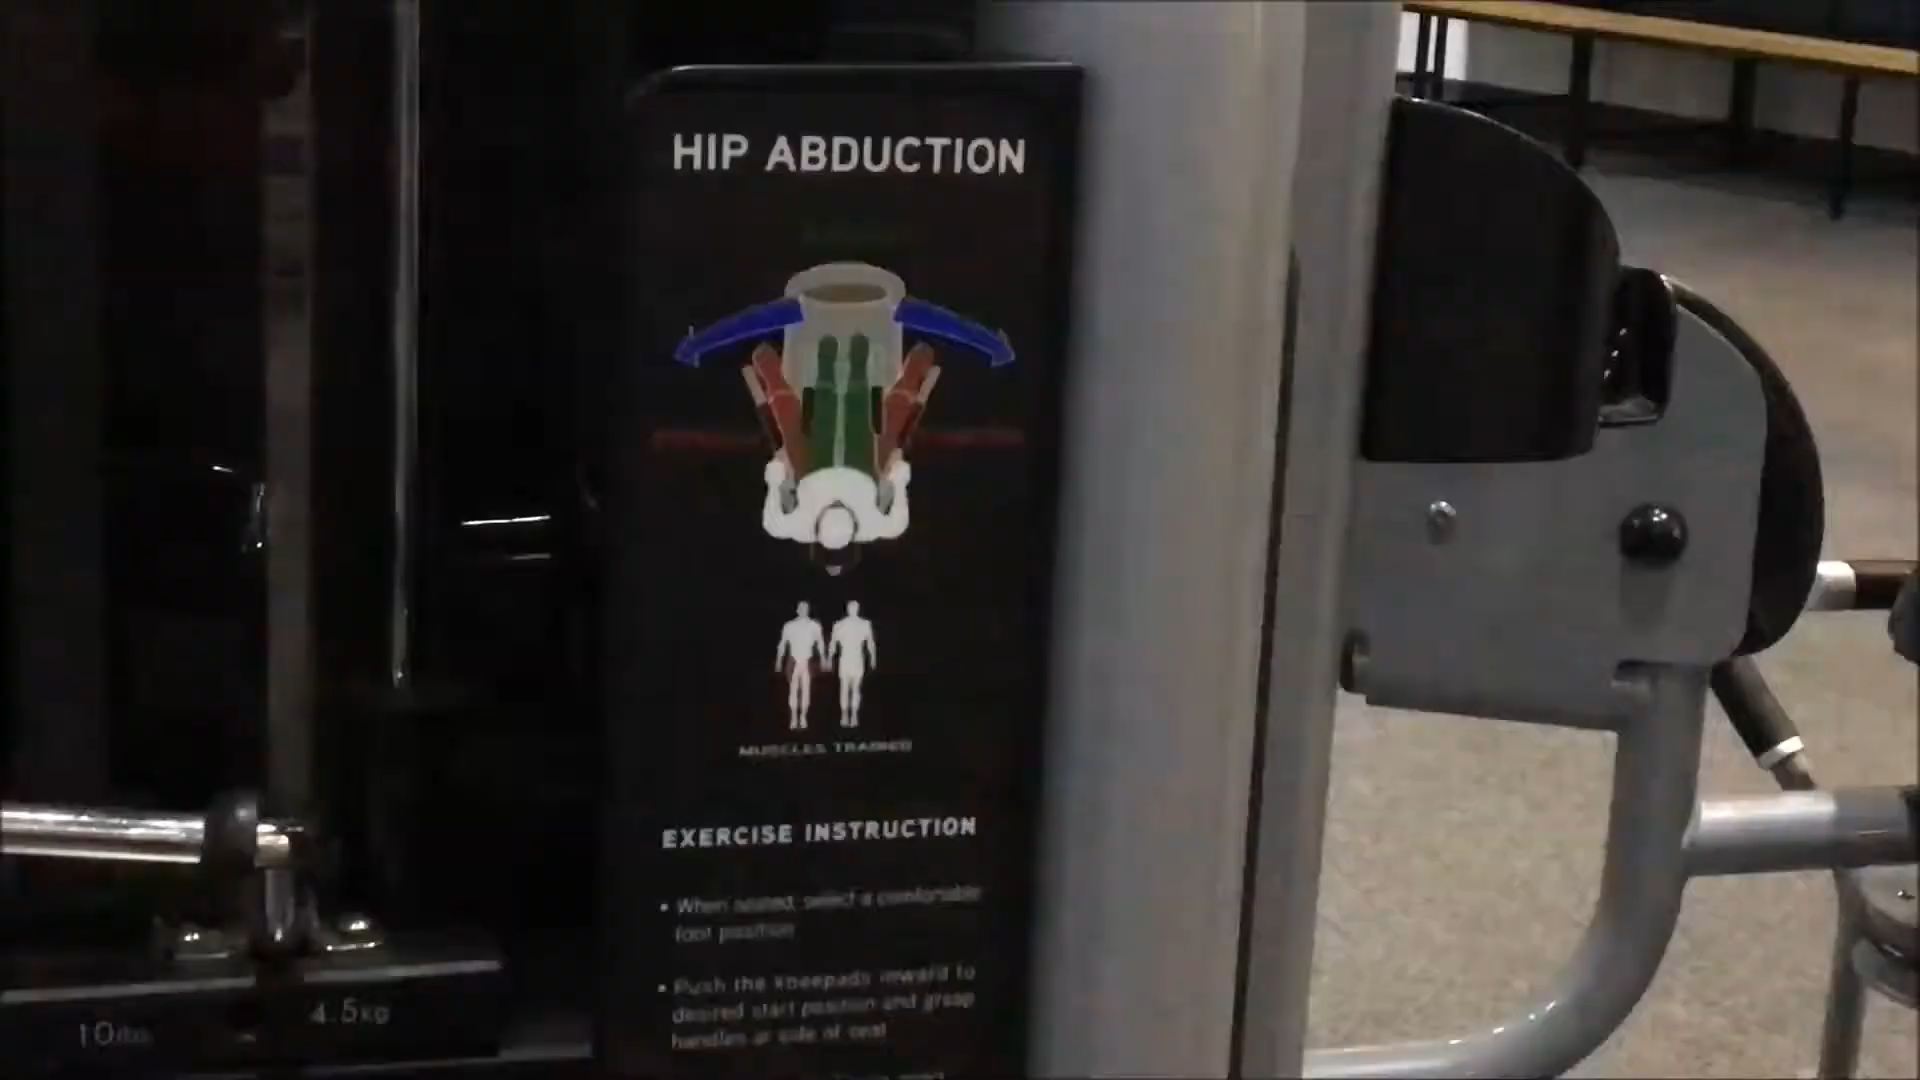 HIP ABDUCTION
MUSCLES TRAINED
EXERCISE INSTRUCTION
• When seated, select a comfortable
foot position
• Push the kneepads inward to
desired start position and grasp
handles at side of seat
10lbs
4.5kg